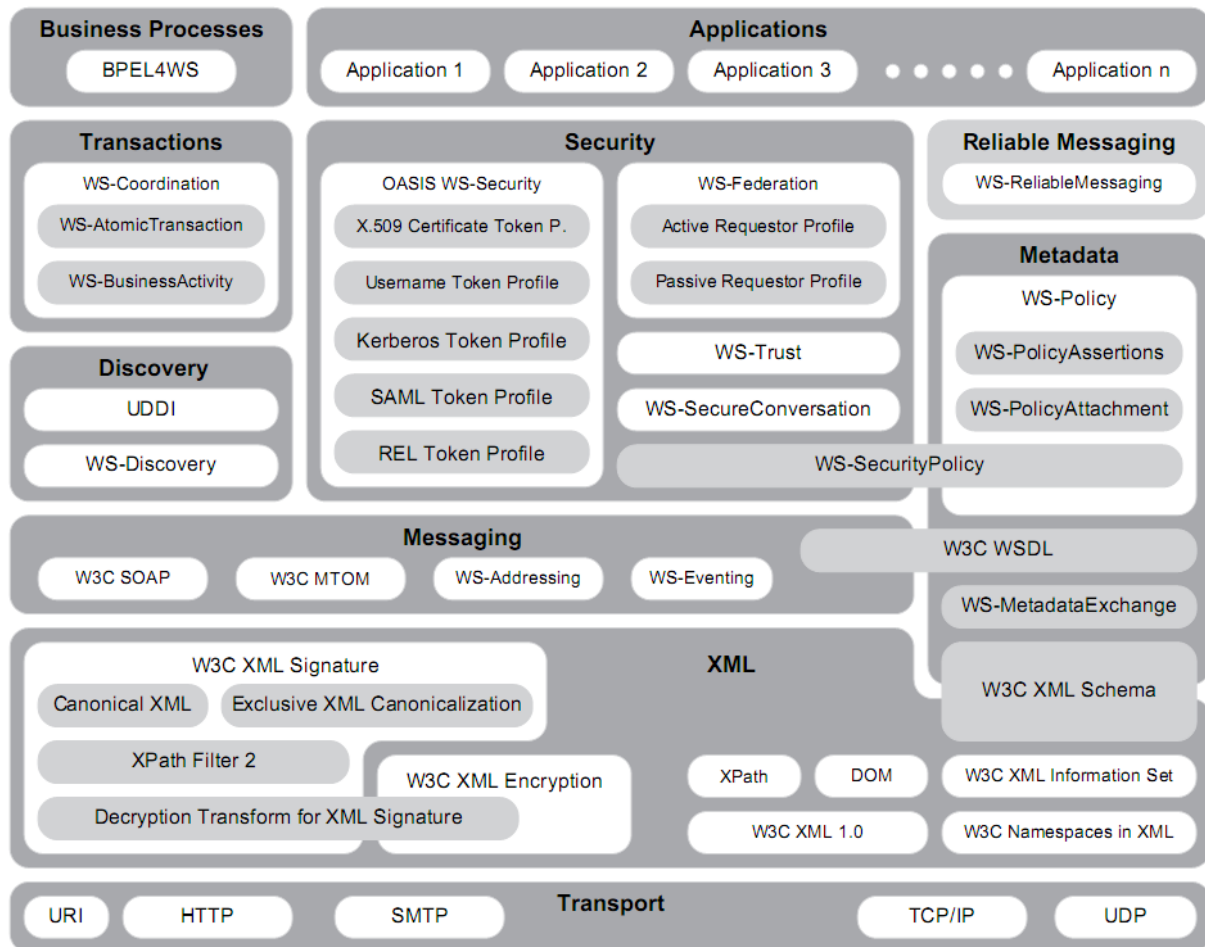 Business Processes
BPEL4WS
Applications
Application 1
Application 2
Application 3
Application n
Transactions
WS-Coordination
WS-AtomicTransaction
WS-BusinessActivity
Security
OASIS WS-Security
X.509 Certificate Token P.
Username Token Profile
Kerberos Token Profile
SAML Token Profile
REL Token Profile
WS-Federation
Active Requestor Profile
Passive Requestor Profile
WS-Trust
WS-SecureConversation
WS-SecurityPolicy
Reliable Messaging
WS-ReliableMessaging
Metadata
WS-Policy
WS-PolicyAssertions
WS-PolicyAttachment
Discovery
UDDI
WS-Discovery
Messaging
W3C SOAP
W3C MTOM
WS-Addressing
WS-Eventing
W3C WSDL
WS-MetadataExchange
W3C XML Schema
XML
W3C XML Signature
Canonical XML
Exclusive XML Canonicalization
XPath Filter 2
W3C XML Encryption
Decryption Transform for XML Signature
XPath
DOM
W3C XML Information Set
W3C XML 1.0
W3C Namespaces in XML
Transport
URI
HTTP
SMTP
TCP/IP
UDP